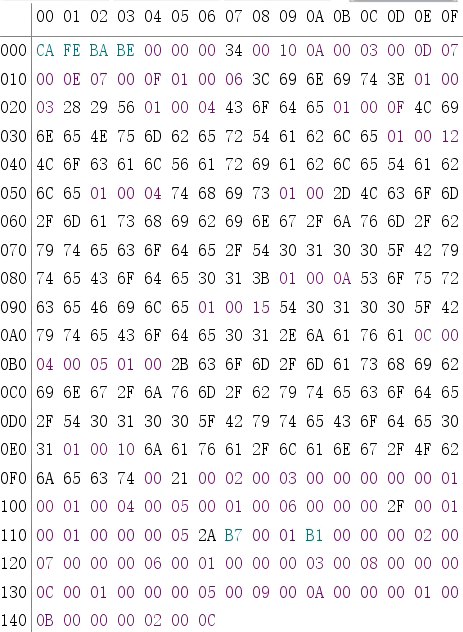 00 01 02 03 04 05 06 07 08 09 0A 0B 0C 0D 0E 0F
000 CA FE BA BE 00 00 00 34 00 10 0A 00 03 00 0D 07
010 00 0E 07 00 0F 01 00 06 3C 69 6E 69 74 3E 01 00
020 03 28 29 56 01 00 04 43 6F 64 65 01 00 0F 4C 69
030 6E 65 4E 75 6D 62 65 72 54 61 62 6C 65 01 00 12
040 4C 6F 63 61 6C 56 61 72 69 61 62 6C 65 54 61 62
050 6C 65 01 00 04 74 68 69 73 01 00 2D 4C 63 6F 6D
060 2F 6D 61 73 68 69 62 69 6E 67 2F 6A 76 6D 2F 62
070 79 74 65 63 6F 64 65 2F 54 30 31 30 30 5F 42 79
080 74 65 43 6F 64 65 30 31 3B 01 00 0A 53 6F 75 72
090 63 65 46 69 6C 65 01 00 15 54 30 31 30 30 5F 42
0A0 79 74 65 43 6F 64 65 30 31 2E 6A 61 76 61 0C 00
0B0 04 00 05 01 00 2B 63 6F 6D 2F 6D 61 73 68 69 62
0C0 69 6E 67 2F 6A 76 6D 2F 62 79 74 65 63 6F 64 65
0D0 2F 54 30 31 30 30 5F 42 79 74 65 43 6F 64 65 30
0E0 31 01 00 10 6A 61 76 61 2F 6C 61 6E 67 2F 4F 62
0F0 6A 65 63 74 00 21 00 02 00 03 00 00 00 00 00 01
100 00 01 00 04 00 05 00 01 00 06 00 00 00 2F 00 01
110 00 01 00 00 00 05 2A B7 00 01 B1 00 00 00 02 00
120 07 00 00 00 06 00 01 00 00 00 03 00 08 00 00 00
130 0C 00 01 00 00 00 05 00 09 00 0A 00 00 00 01 00
140 0B 00 00 00 02 00 0C